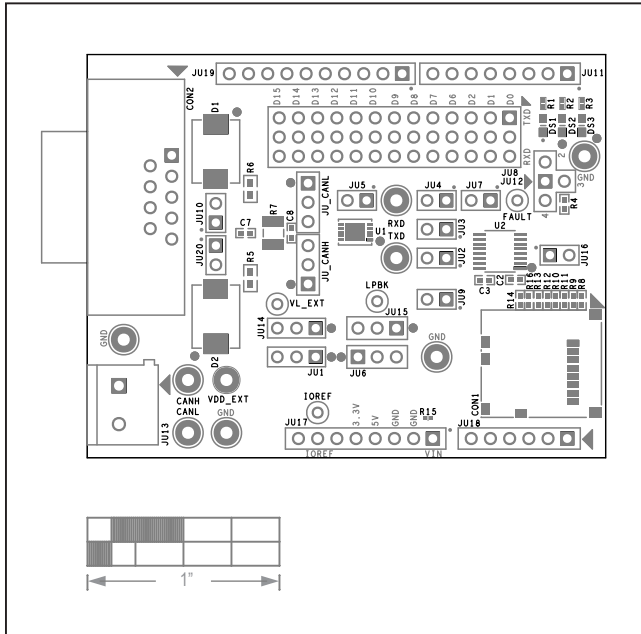 JU19
JU11
CON2
D15 D14 D13 D12 D11 D10 D9 D8 D7 D6 D2 D1 D0
TXD
RXD
R1 R2 R3
DS1 DS2 DS3
D1
R6
JU_CANL
JU5
JU4
JU7
JU8
JU12
2
3
4
GND
R4
JU10
R7
C8
C7
U1
RXD
TXD
JU3
FAULT
U2
JU20
R5
JU_CANH
JU2
JU16
VL_EXT
LPBK
JU9
C3
C2
R14
R16
R13
R12
R10
R11
R9
R8
GND
JU14
JU15
D2
JU1
JU6
GND
CANH
CANL
VDD_EXT
GND
JU13
IOREF
3.3V
5V
GND
GND
R15
CON1
JU17
JU18
IOREF
VIN
1"